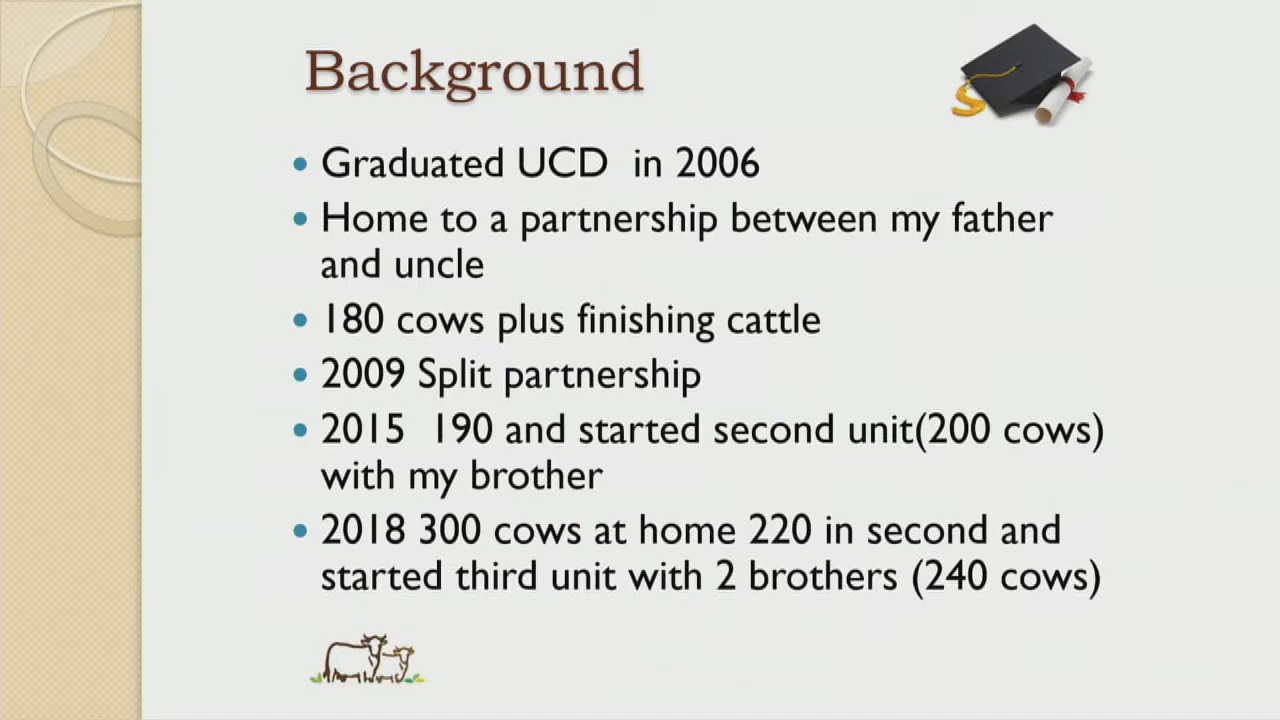 Background
• Graduated UCD  in 2006
• Home to a partnership between my father
and uncle
• 180 cows plus finishing cattle
• 2009 Split partnership
• 2015  190 and started second unit(200 cows)
with my brother
• 2018 300 cows at home 220 in second and
started third unit with 2 brothers (240 cows)